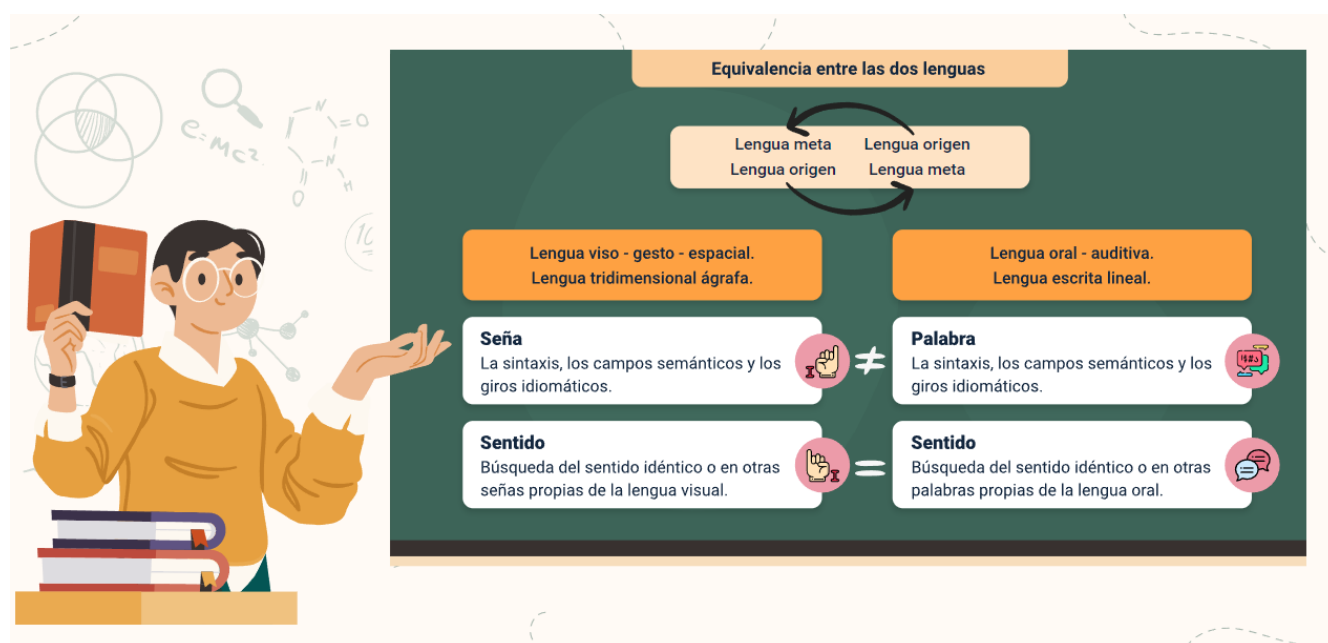 Equivalencia entre las dos lenguas
Lengua meta Lengua origen
Lengua origen Lengua meta
Lengua viso - gesto - espacial.
Lengua tridimensional ágrafa.
Lengua oral - auditiva.
Lengua escrita lineal.
Seña
La sintaxis, los campos semánticos y los
giros idiomáticos.
≠
Palabra
La sintaxis, los campos semánticos y los
giros idiomáticos.
Sentido
Búsqueda del sentido idéntico o en otras
señas propias de la lengua visual.
=
Sentido
Búsqueda del sentido idéntico o en otras
palabras propias de la lengua oral.
e=mc²
N
=O
N
H
O